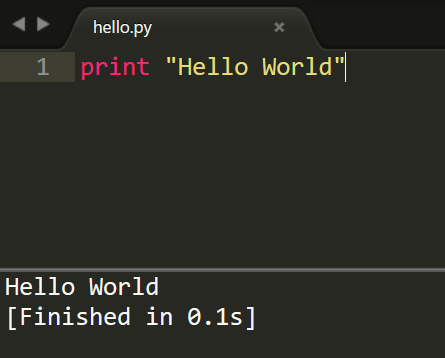 hello.py
1 print "Hello World"
Hello World
[Finished in 0.1s]